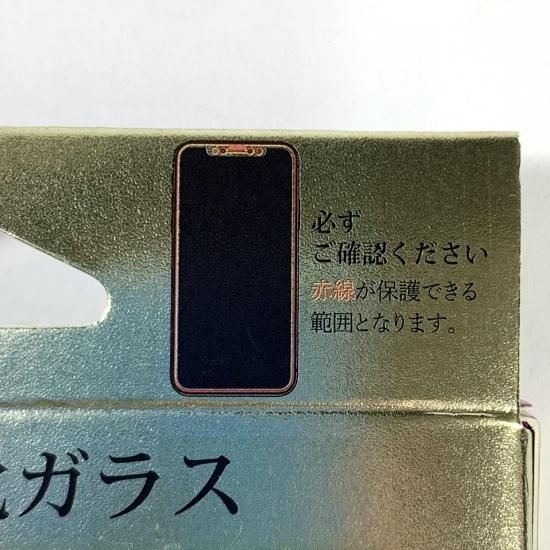 必ず
ご確認ください
赤線が保護できる
範囲となります。
ガラス